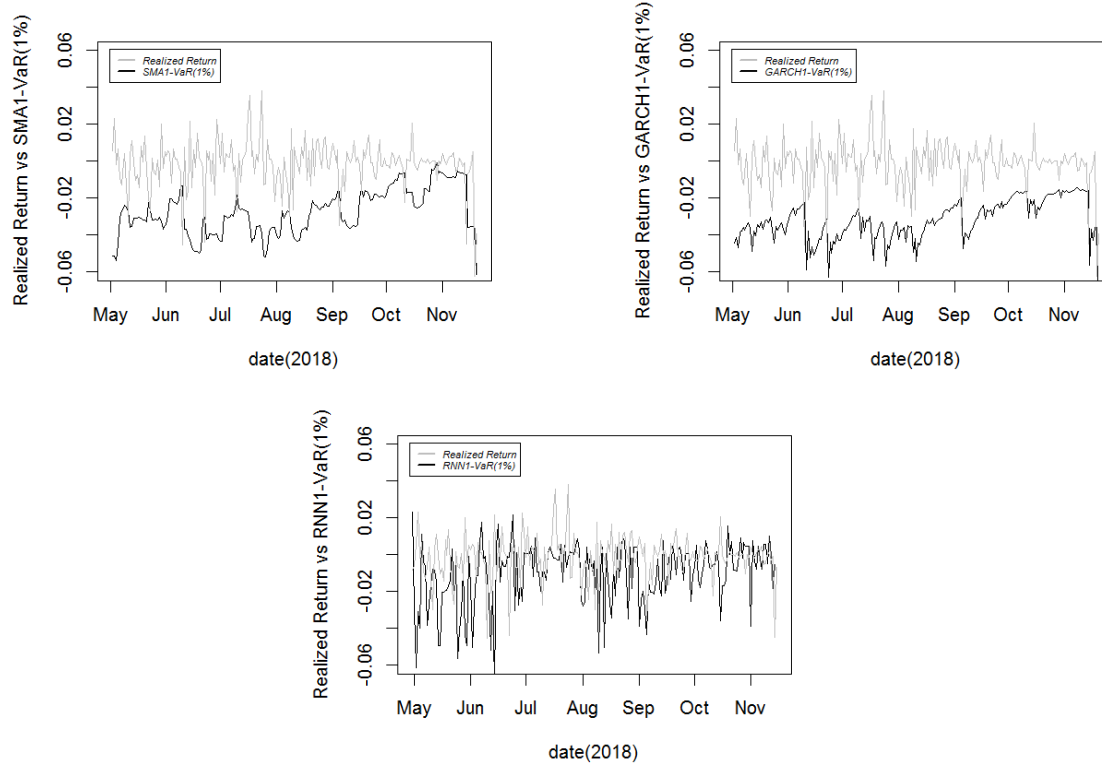 Realized Return vs SMA1-VaR(1%)
0.06
0.02
-0.02
-0.06
Realized Return
SMA1-VaR(1%)
May Jun Jul Aug Sep Oct Nov
date(2018)
Realized Return vs GARCH1-VaR(1%)
0.06
0.02
-0.02
-0.06
Realized Return
GARCH1-VaR(1%)
May Jun Jul Aug Sep Oct Nov
date(2018)
Realized Return vs RNN1-VaR(1%)
0.06
0.02
-0.02
-0.06
Realized Return
RNN1-VaR(1%)
May Jun Jul Aug Sep Oct Nov
date(2018)